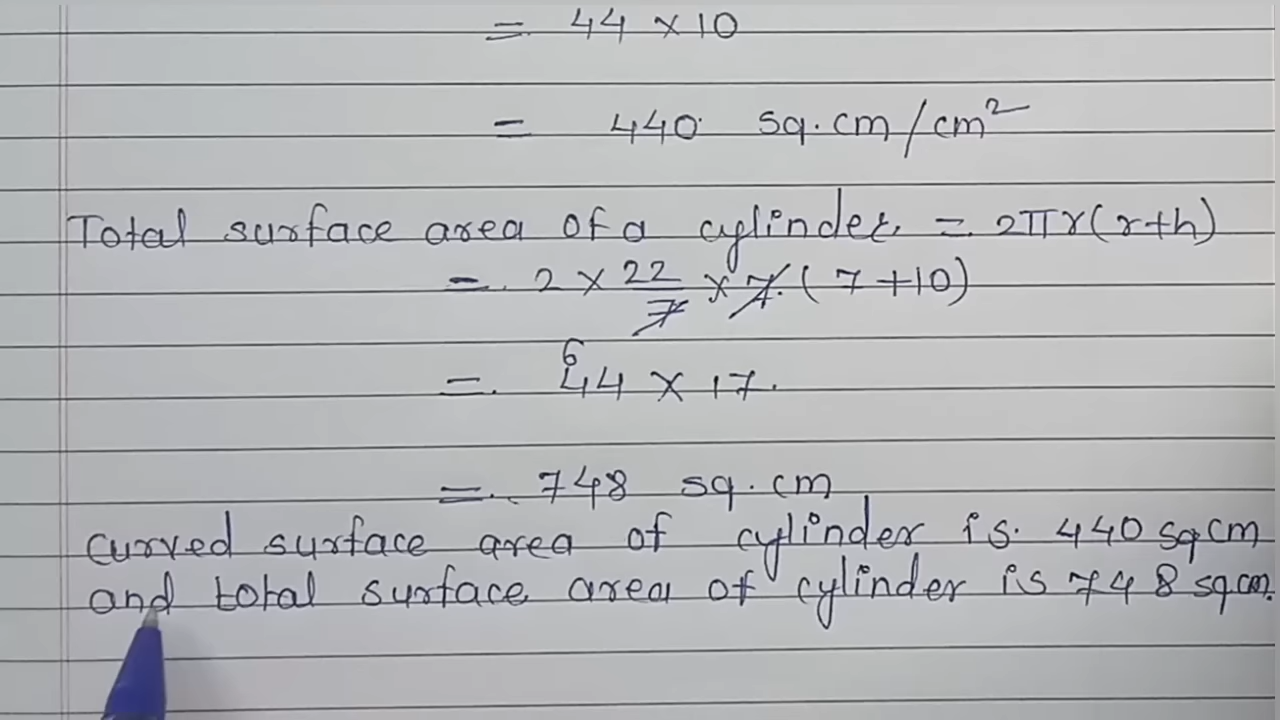 = 44 × 10
= 440 sq.cm/cm²
Total surface area of a cylinder = 2πr(r+h)
= 2 × 22/7 × 7 (7+10)
6
= 44 × 17.
= 748 sq.cm
curved surface area of cylinder is. 440 sq cm
and total surface area of cylinder is 748 sq cm.